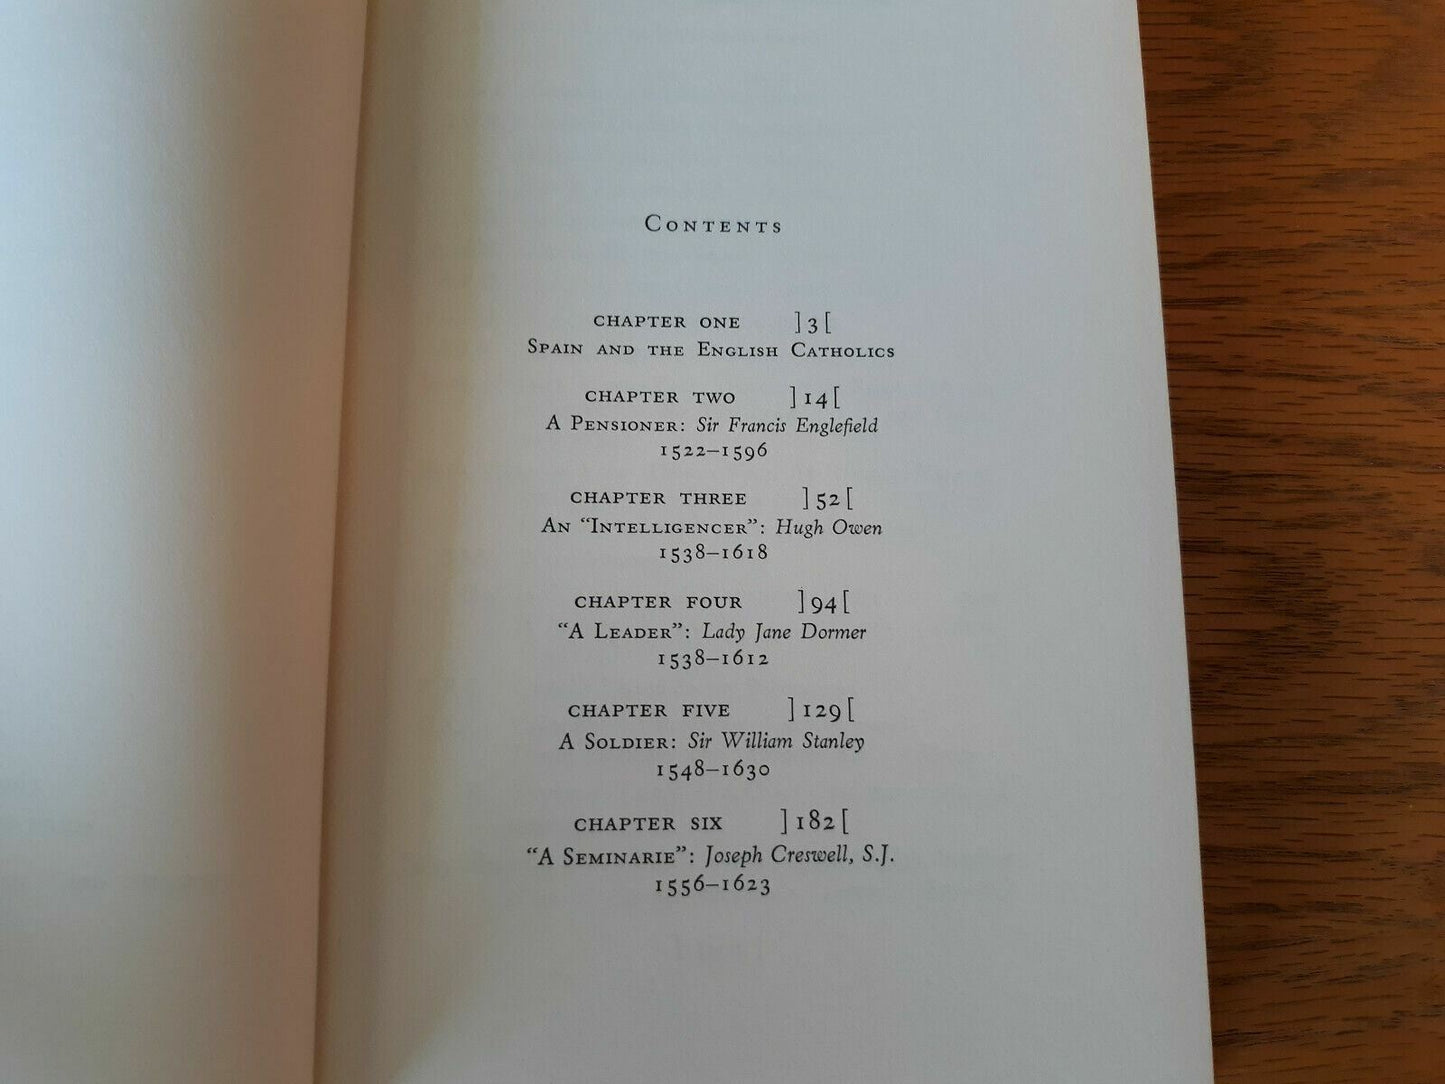 Contents
CHAPTER ONE ]3[
Spain and the English Catholics
CHAPTER TWO ]14[
A Pensioner: Sir Francis Englefield
1522–1596
CHAPTER THREE ]52[
An “Intelligencer”: Hugh Owen
1538–1618
CHAPTER FOUR ]94[
“A Leader”: Lady Jane Dormer
1538–1612
CHAPTER FIVE ]129[
A Soldier: Sir William Stanley
1548–1630
CHAPTER SIX ]182[
“A Seminarie”: Joseph Creswell, S.J.
1556–1623